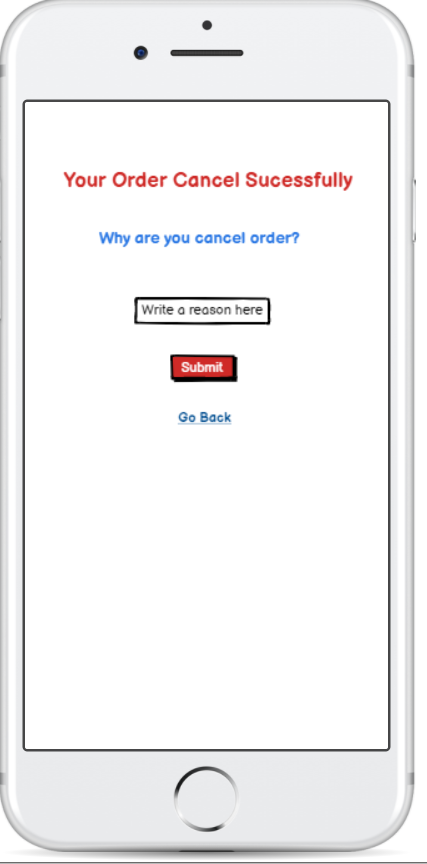 Your Order Cancel Sucessfully
Why are you cancel order?
Write a reason here
Submit
Go Back